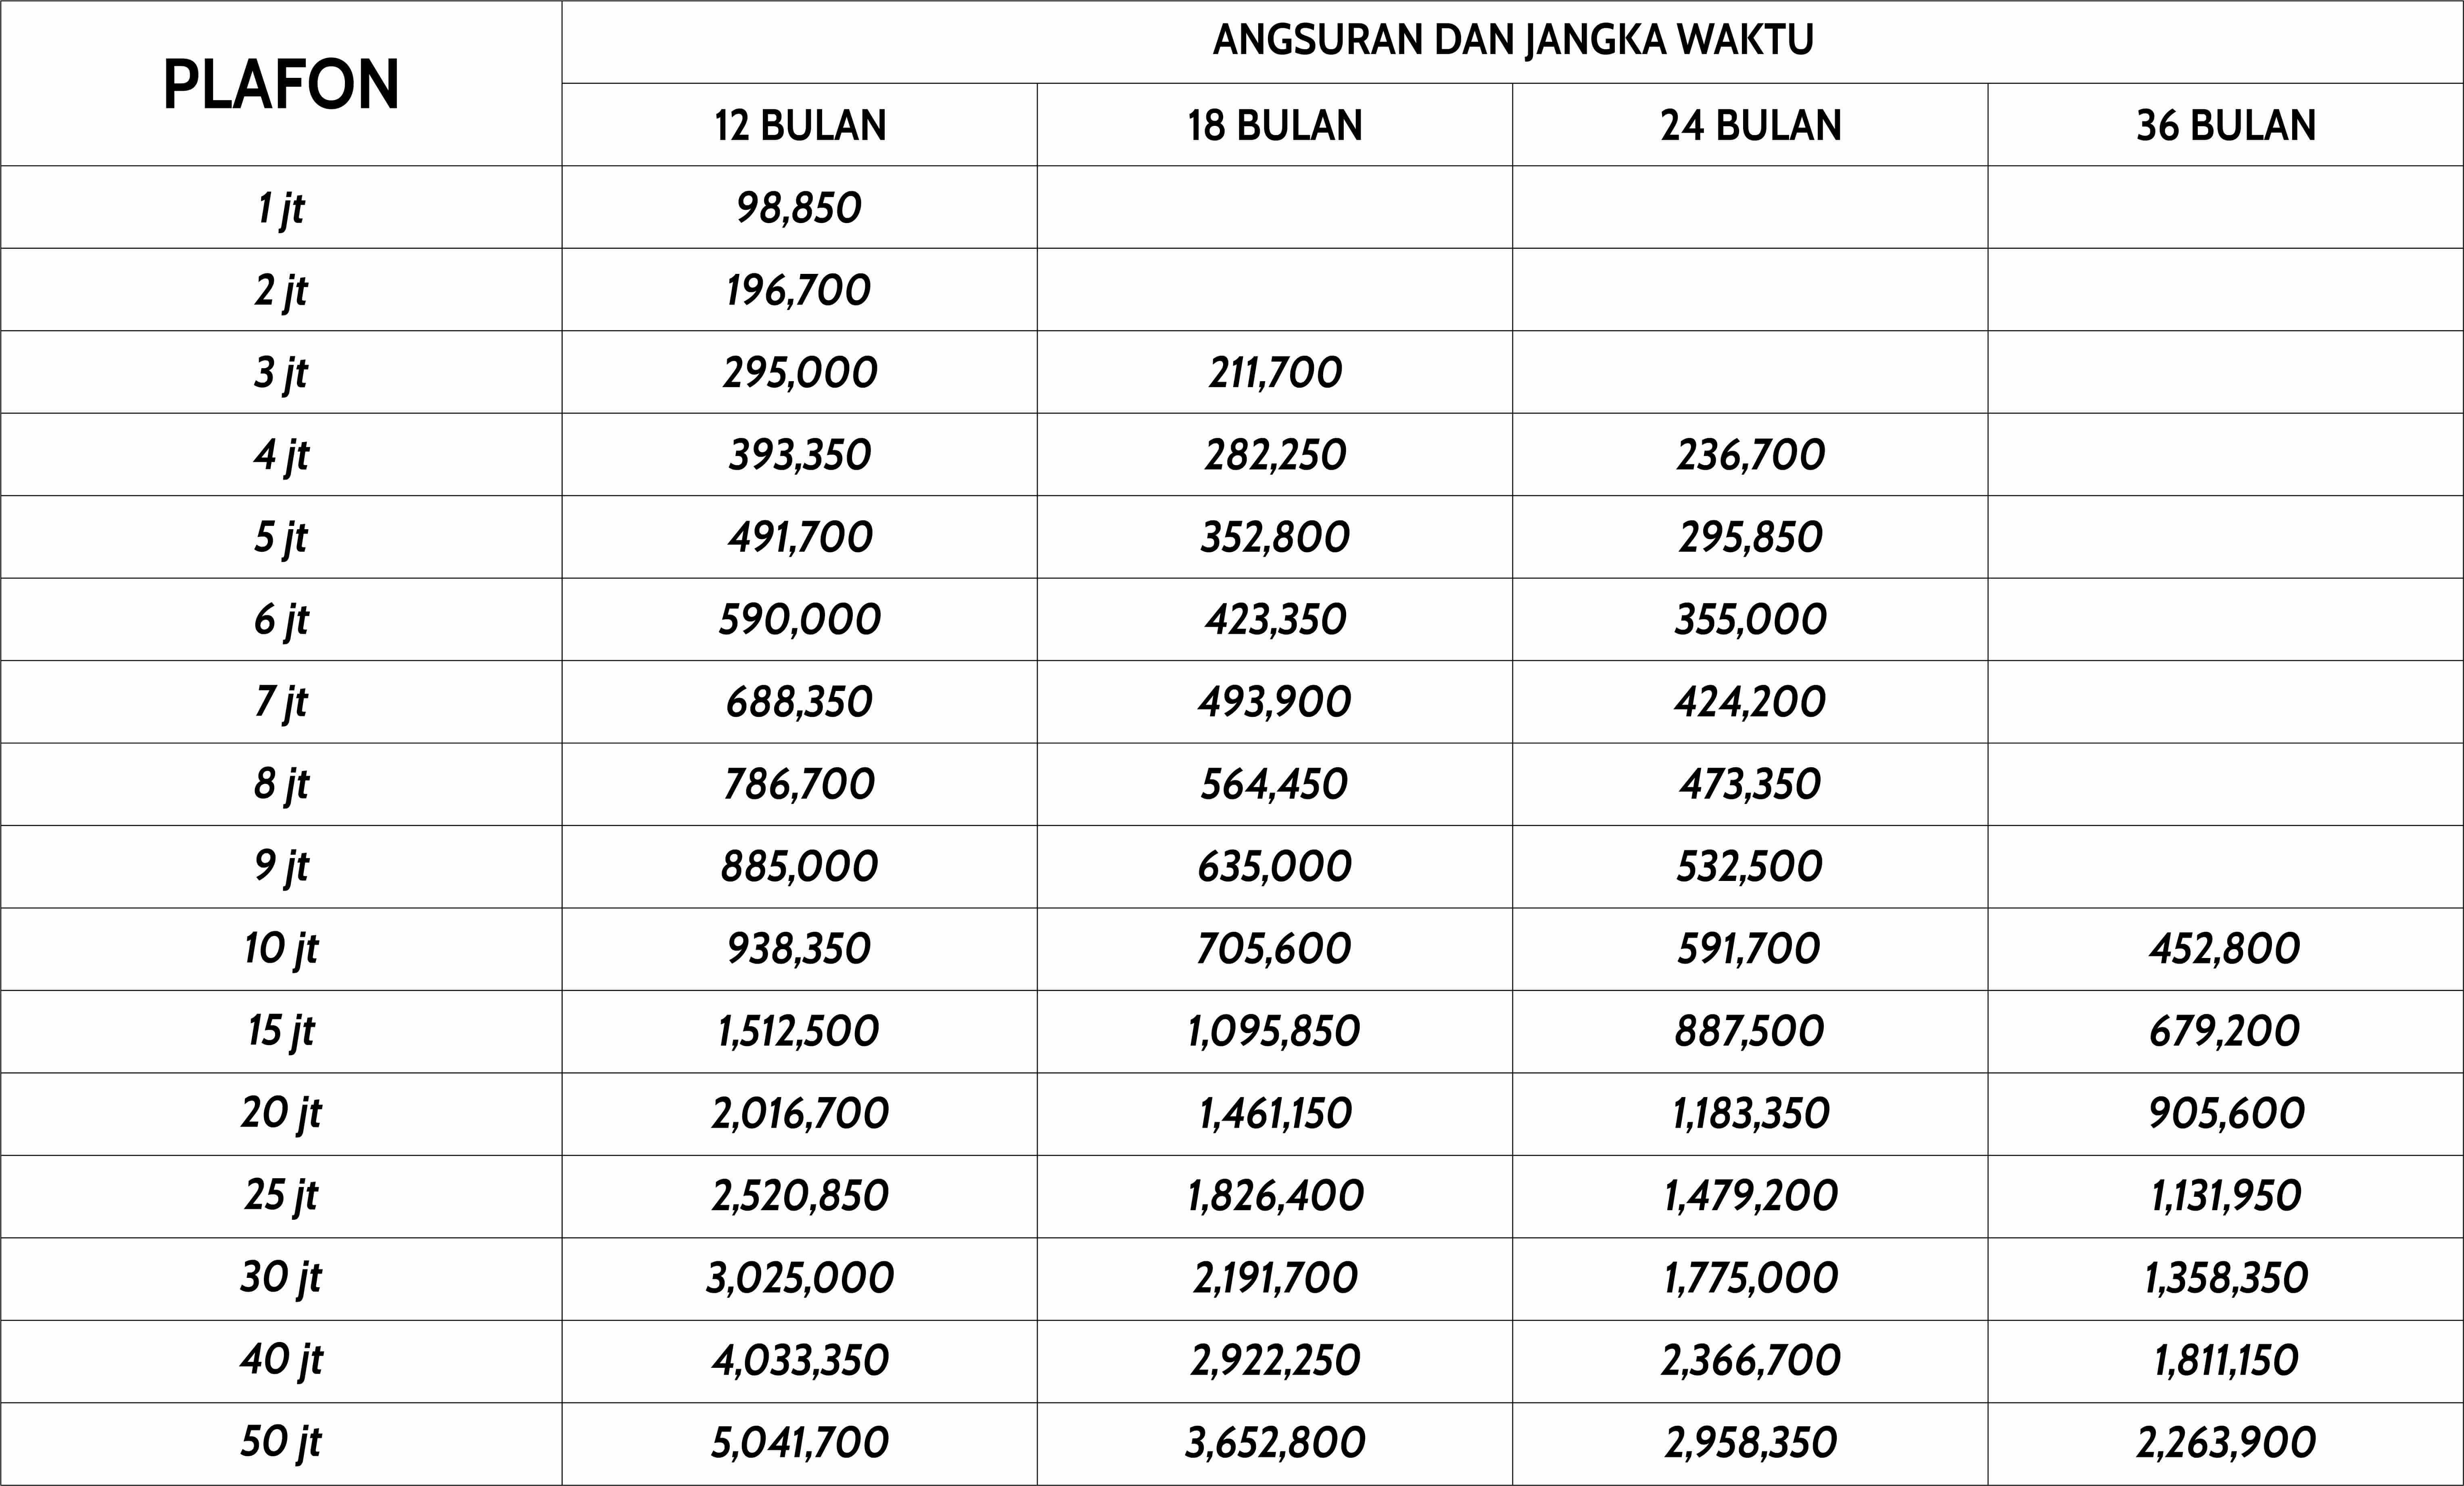 PLAFON
ANGSURAN DAN JANGKA WAKTU
12 BULAN 18 BULAN 24 BULAN 36 BULAN
1 jt 98,850
2 jt 196,700
3 jt 295,000 211,700
4 jt 393,350 282,250 236,700
5 jt 491,700 352,800 295,850
6 jt 590,000 423,350 355,000
7 jt 688,350 493,900 424,200
8 jt 786,700 564,450 473,350
9 jt 885,000 635,000 532,500
10 jt 938,350 705,600 591,700 452,800
15 jt 1,512,500 1,095,850 887,500 679,200
20 jt 2,016,700 1,461,150 1,183,350 905,600
25 jt 2,520,850 1,826,400 1,479,200 1,131,950
30 jt 3,025,000 2,191,700 1,775,000 1,358,350
40 jt 4,033,350 2,922,250 2,366,700 1,811,150
50 jt 5,041,700 3,652,800 2,958,350 2,263,900